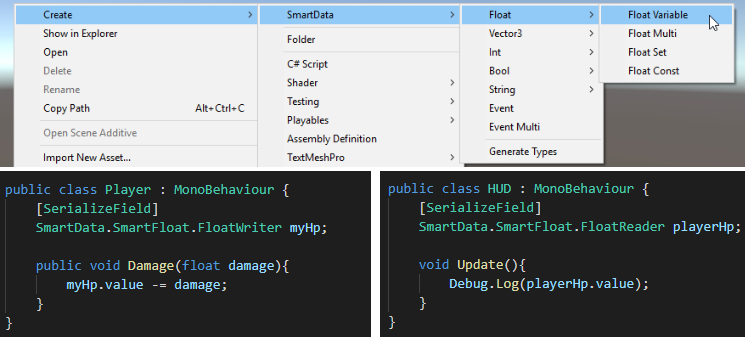 Create
Show in Explorer
Open
Delete
Rename
Copy Path Alt+Ctrl+C
Open Scene Additive
Import New Asset...
SmartData
Folder
C# Script
Shader
Testing
Playables
Assembly Definition
TextMeshPro
Float
Vector3
Int
Bool
String
Event
Event Multi
Generate Types
Float Variable
Float Multi
Float Set
Float Const
public class Player : MonoBehaviour {
[SerializeField]
SmartData.SmartFloat.FloatWriter myHp;
public void Damage(float damage){
myHp.value -= damage;
}
}
public class HUD : MonoBehaviour {
[SerializeField]
SmartData.SmartFloat.FloatReader playerHp;
void Update(){
Debug.Log(playerHp.value);
}
}